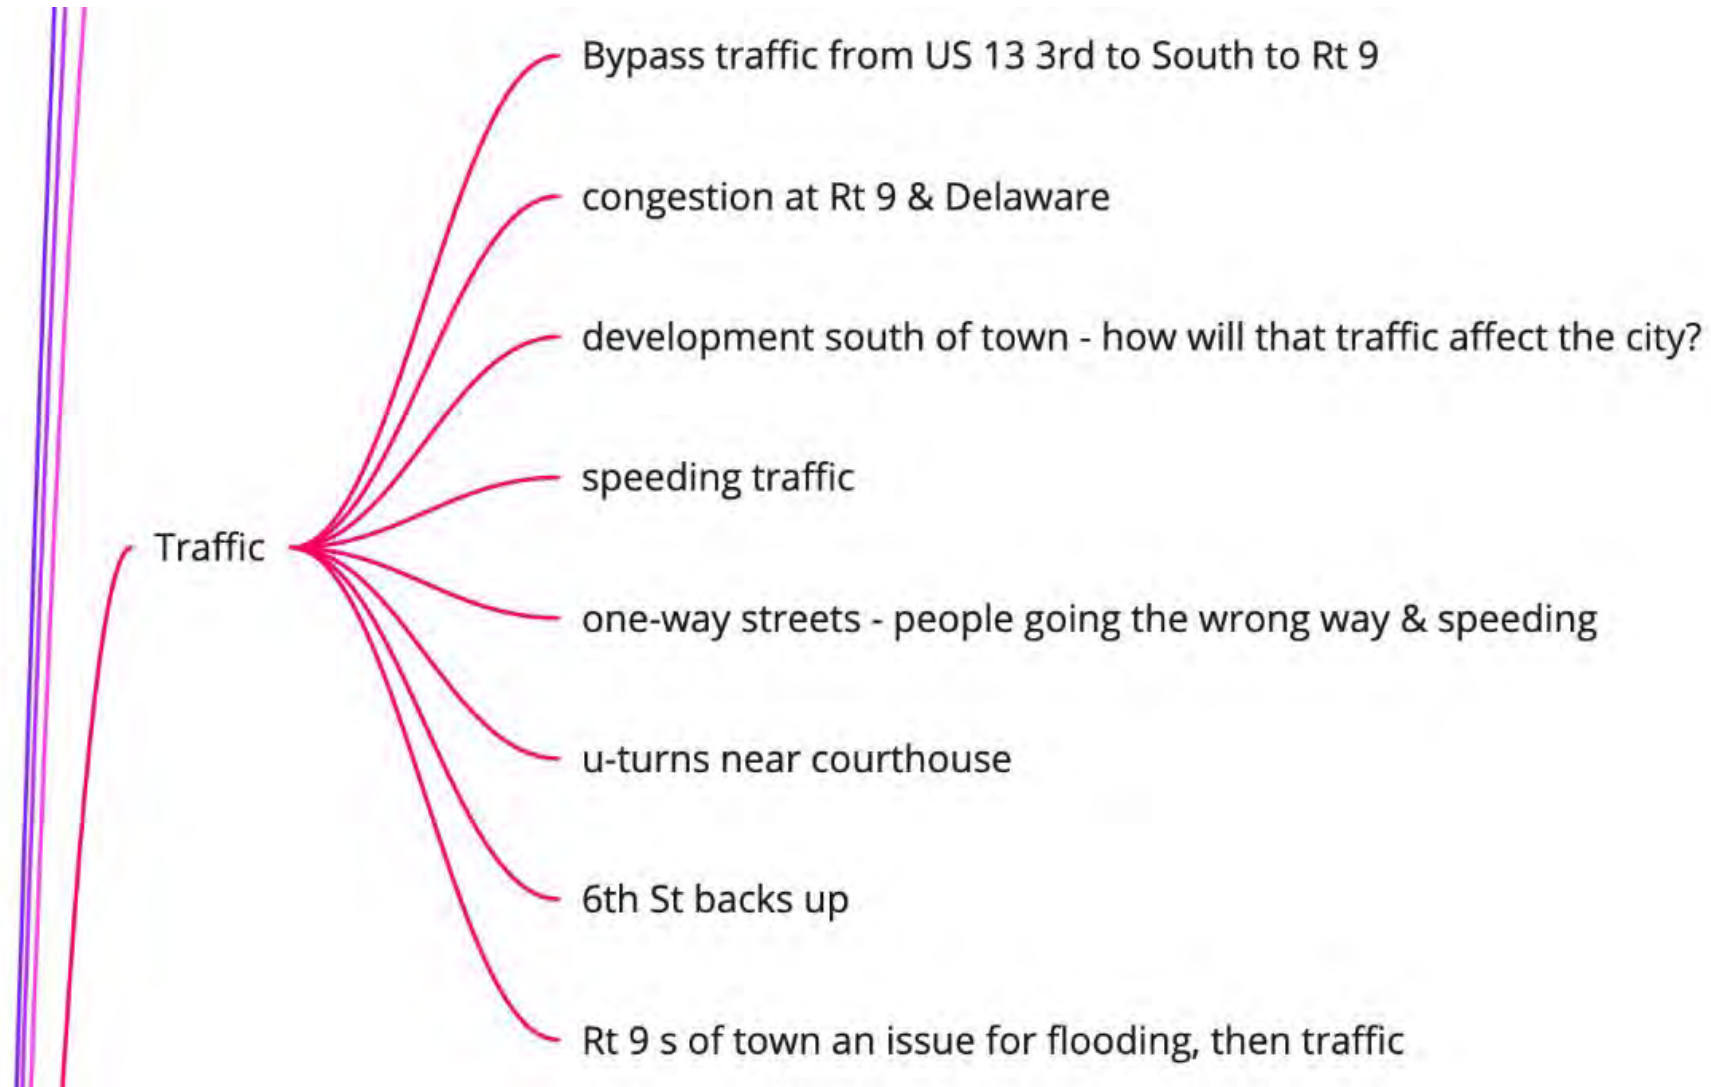 Bypass traffic from US 13 3rd to South to Rt 9
congestion at Rt 9 & Delaware
development south of town - how will that traffic affect the city?
speeding traffic
Traffic
one-way streets - people going the wrong way & speeding
u-turns near courthouse
6th St backs up
Rt 9 s of town an issue for flooding, then traffic